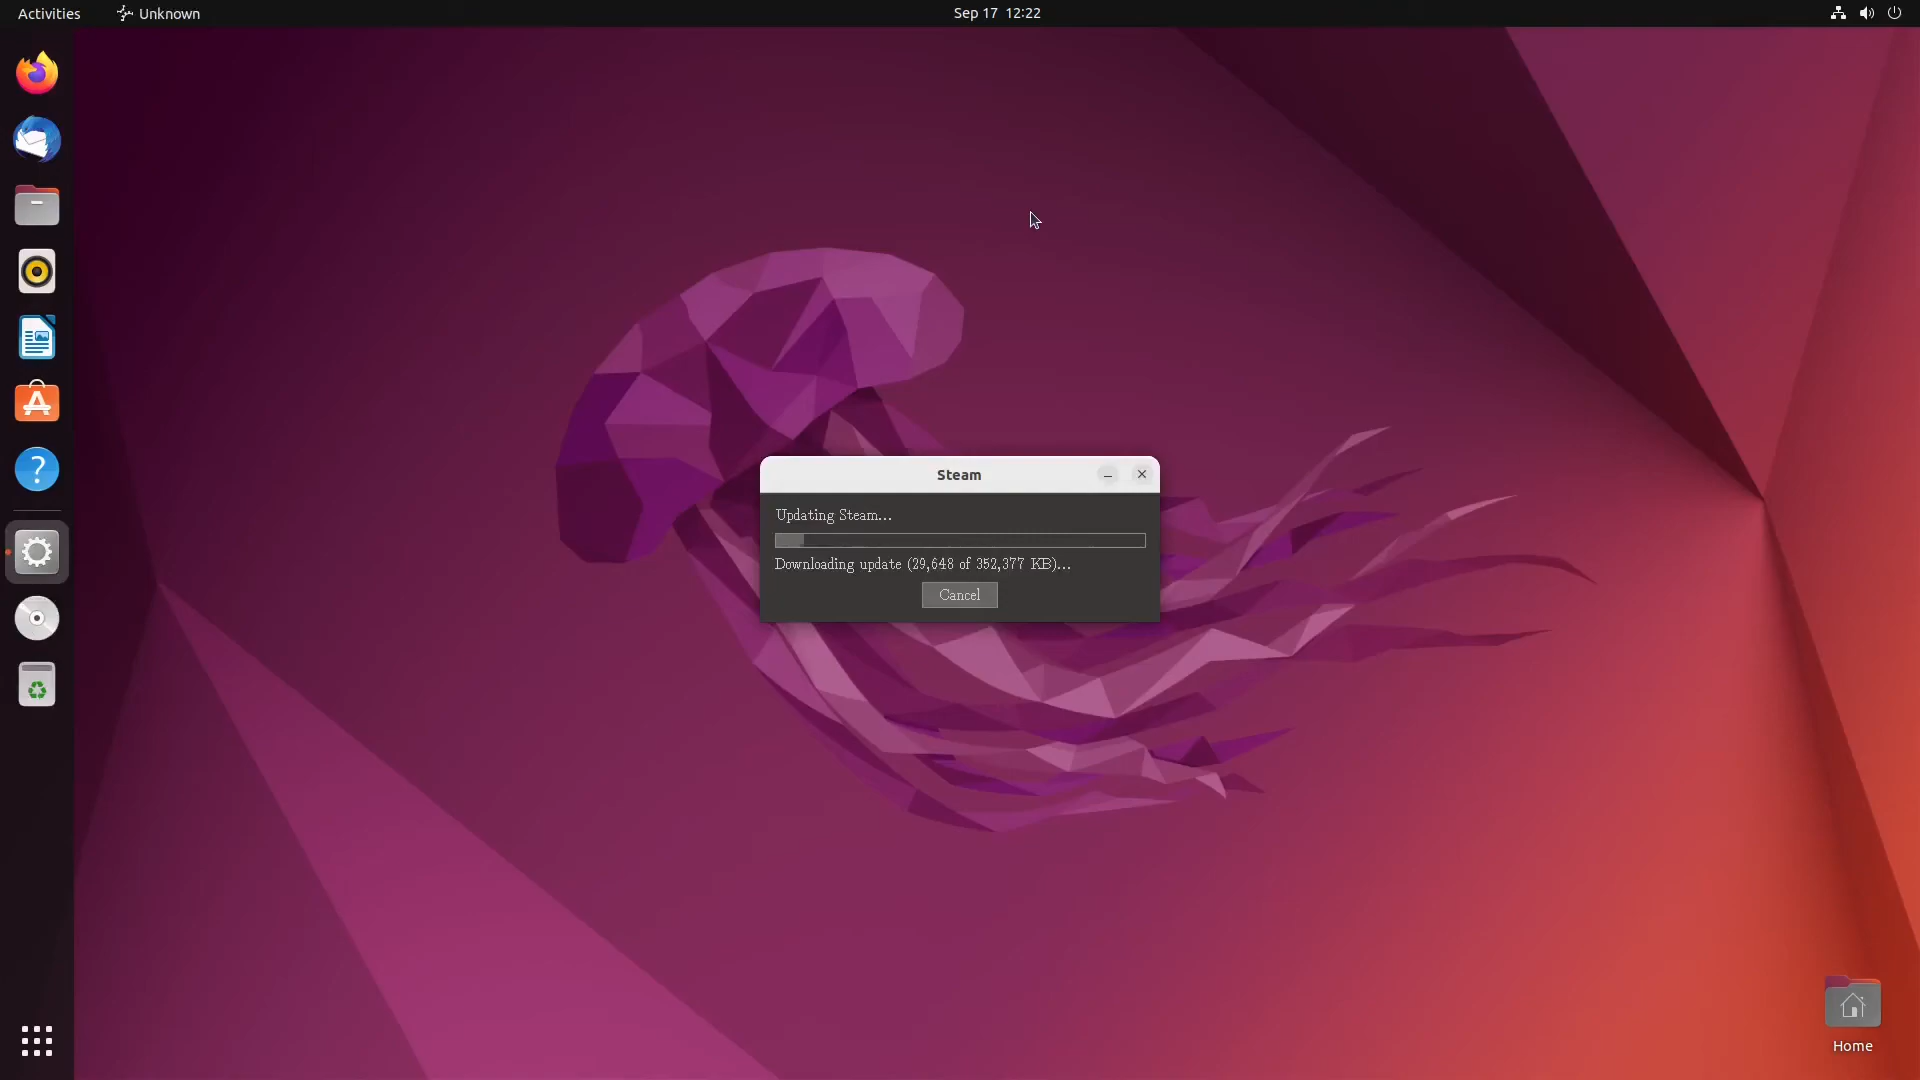 Activities
Unknown
Sep 17 12:22
Steam
Updating Steam...
Downloading update (29,648 of 352,377 KB)...
Cancel
Home